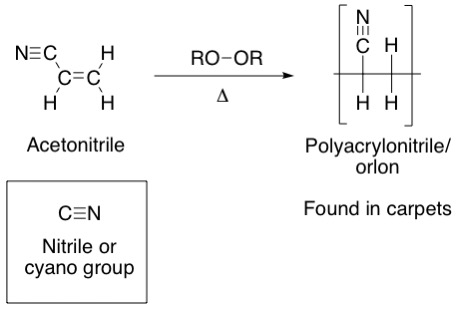 N≡C H
C=C
H H
Acetonitrile
RO–OR
Δ
N
≡
C H
H H
Polyacrylonitrile/
orlon
Found in carpets
C≡N
Nitrile or
cyano group